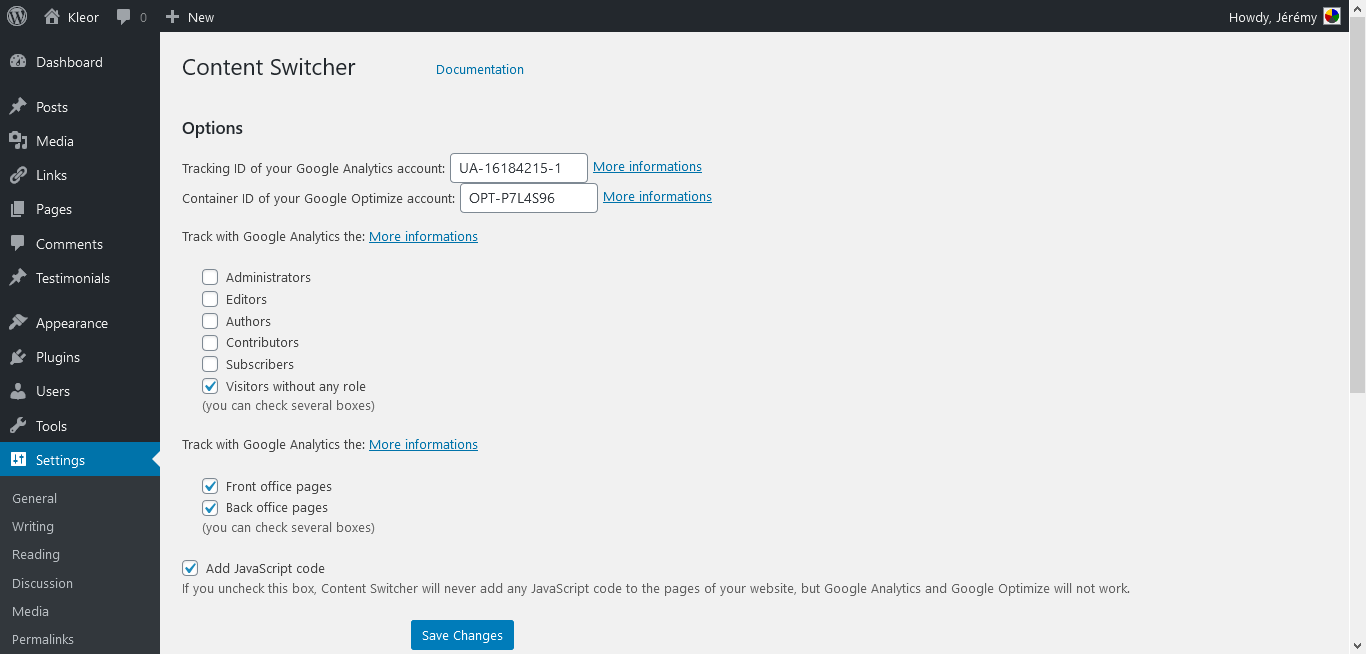 Kleor 0 New Howdy, Jérémy
Dashboard
Posts
Media
Links
Pages
Comments
Testimonials
Appearance
Plugins
Users
Tools
Settings
General
Writing
Reading
Discussion
Media
Permalinks
Content Switcher Documentation
Options
Tracking ID of your Google Analytics account: UA-16184215-1 More informations
Container ID of your Google Optimize account: OPT-P7L4S96 More informations
Track with Google Analytics the: More informations
Administrators
Editors
Authors
Contributors
Subscribers
Visitors without any role
(you can check several boxes)
Track with Google Analytics the: More informations
Front office pages
Back office pages
(you can check several boxes)
Add JavaScript code
If you uncheck this box, Content Switcher will never add any JavaScript code to the pages of your website, but Google Analytics and Google Optimize will not work.
Save Changes